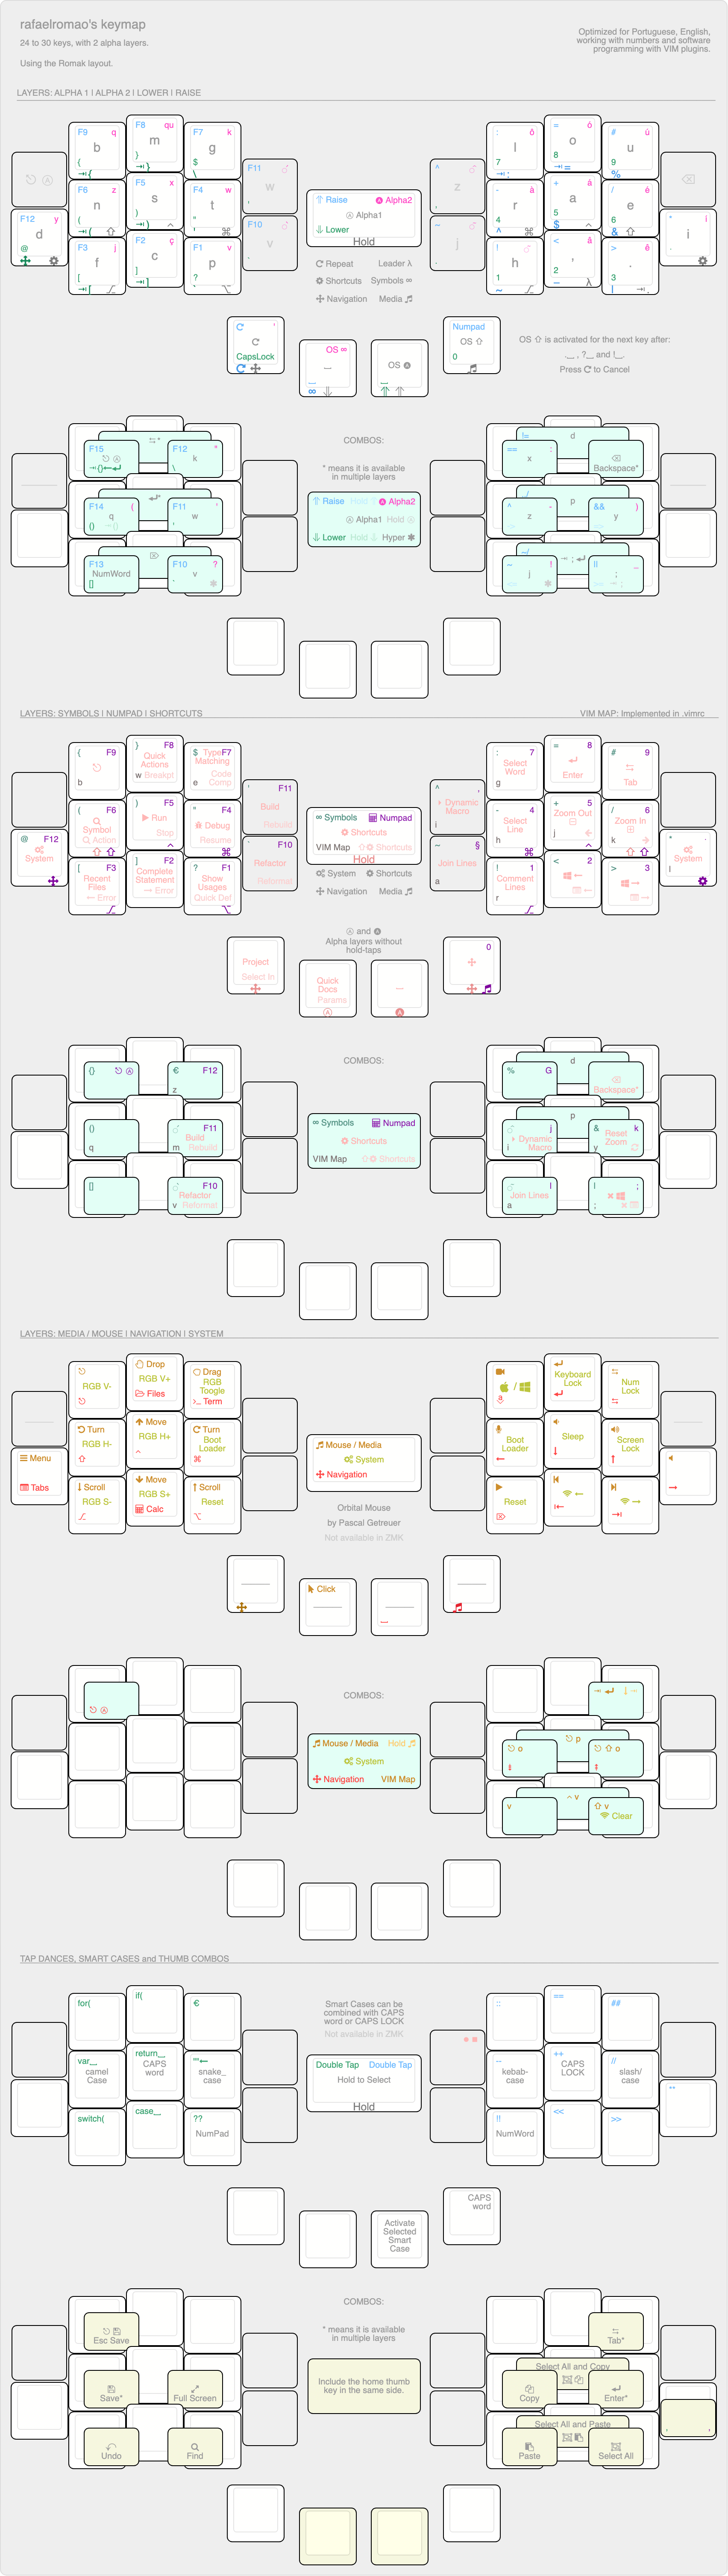 rafaelromao's keymap
24 to 30 keys, with 2 alpha layers.
Using the Romak layout.
Optimized for Portuguese, English,
working with numbers and software
programming with VIM plugins.
LAYERS: ALPHA 1 | ALPHA 2 | LOWER | RAISE
F9 q
b
{
F8 qu
m
}
F7 k
g
$
\
F11
w
'
F6 z
n
(
F5 x
s
)
F4 w
t
"
F10
v
F12 y
d
@
F3 j
f
[
F2 ç
c
]
F1 v
p
?
Raise Alpha2
Alpha1
Lower
Hold
Repeat Leader λ
Shortcuts Symbols ∞
Navigation Media
: ô
l
7
= ó
o
8
# ú
u
9
%
^
z
- à
r
4
+ á
a
5
$
/ é
e
6
&
j
! h
1
~
< â
'
2
λ
> ê
.
3
|
* í
i
CapsLock
OS ∞
OS
Numpad
OS
0
OS is activated for the next key after:
Press to Cancel
COMBOS:
* means it is available
in multiple layers
Raise Hold Alpha2
Alpha1 Hold
Lower Hold Hyper
F15
F12
k
\
F14 (
q
()
F11
w
F13
NumWord
[]
F10 ?
v
!= d
== :
x
Backspace*
p
^ -
z
&& )
y
!
j
||
;
LAYERS: SYMBOLS | NUMPAD | SHORTCUTS
VIM MAP: Implemented in .vimrc
{ F9
b
} F8
Quick
Actions
w Breakpt
$ Type F7
Matching
Code
e Comp
' F11
Build
Rebuild
( F6
Symbol
Action
) F5
Run
Stop
" F4
Debug
Resume
F10
Refactor
Reformat
@ F12
System
[ F3
Recent
Files
Error
] F2
Complete
Statement
Error
? F1
Show
Usages
Quick Def
∞ Symbols Numpad
Shortcuts
VIM Map Shortcuts
Hold
System Shortcuts
Navigation Media
: 7
Select
Word
g
= 8
Enter
# 9
Tab
^ ,
Dynamic
Macro
i
- 4
Select
Line
h
+ 5
Zoom Out
j
/ 6
Zoom In
k
§
Join Lines
a
! 1
Comment
Lines
r
< 2
> 3
* .
System
l
and
Alpha layers without
hold-taps
Project
Select In
Quick
Docs
Params
0
COMBOS:
{}
€ F12
z
()
q
F11
Build
m Rebuild
[]
F10
Refactor
v Reformat
∞ Symbols Numpad
Shortcuts
VIM Map Shortcuts
d
% G
Backspace*
p
j
Dynamic
i Macro
& k
Reset
y Zoom
Join Lines
a
| ;
;
LAYERS: MEDIA / MOUSE | NAVIGATION | SYSTEM
RGB V-
Drop
RGB V+
Files
Drag
RGB
Toogle
Term
Turn
RGB H-
Move
RGB H+
Turn
Boot
Loader
Menu
Tabs
Scroll
RGB S-
Move
RGB S+
Calc
Scroll
Reset
Mouse / Media
System
Navigation
Orbital Mouse
by Pascal Getreuer
Not available in ZMK
Keyboard
Lock
Num
Lock
Boot
Loader
Sleep
Screen
Lock
Reset
Click
COMBOS:
Mouse / Media Hold
System
Navigation VIM Map
p
o
o
v
v
v
Clear
TAP DANCES, SMART CASES and THUMB COMBOS
for(
if(
€
var_
camel
Case
return_
CAPS
word
snake_
case
switch(
case_
??
NumPad
Smart Cases can be
combined with CAPS
word or CAPS LOCK
Not available in ZMK
Double Tap Double Tap
Hold to Select
Hold
::
==
##
--
kebab-
case
++
CAPS
LOCK
//
slash/
case
!!
NumWord
<<
>>
**
Activate
Selected
Smart
Case
CAPS
word
COMBOS:
* means it is available
in multiple layers
Include the home thumb
key in the same side.
Esc Save
Save*
Full Screen
Undo
Find
Tab*
Select All and Copy
Copy
Enter*
Select All and Paste
Paste
Select All